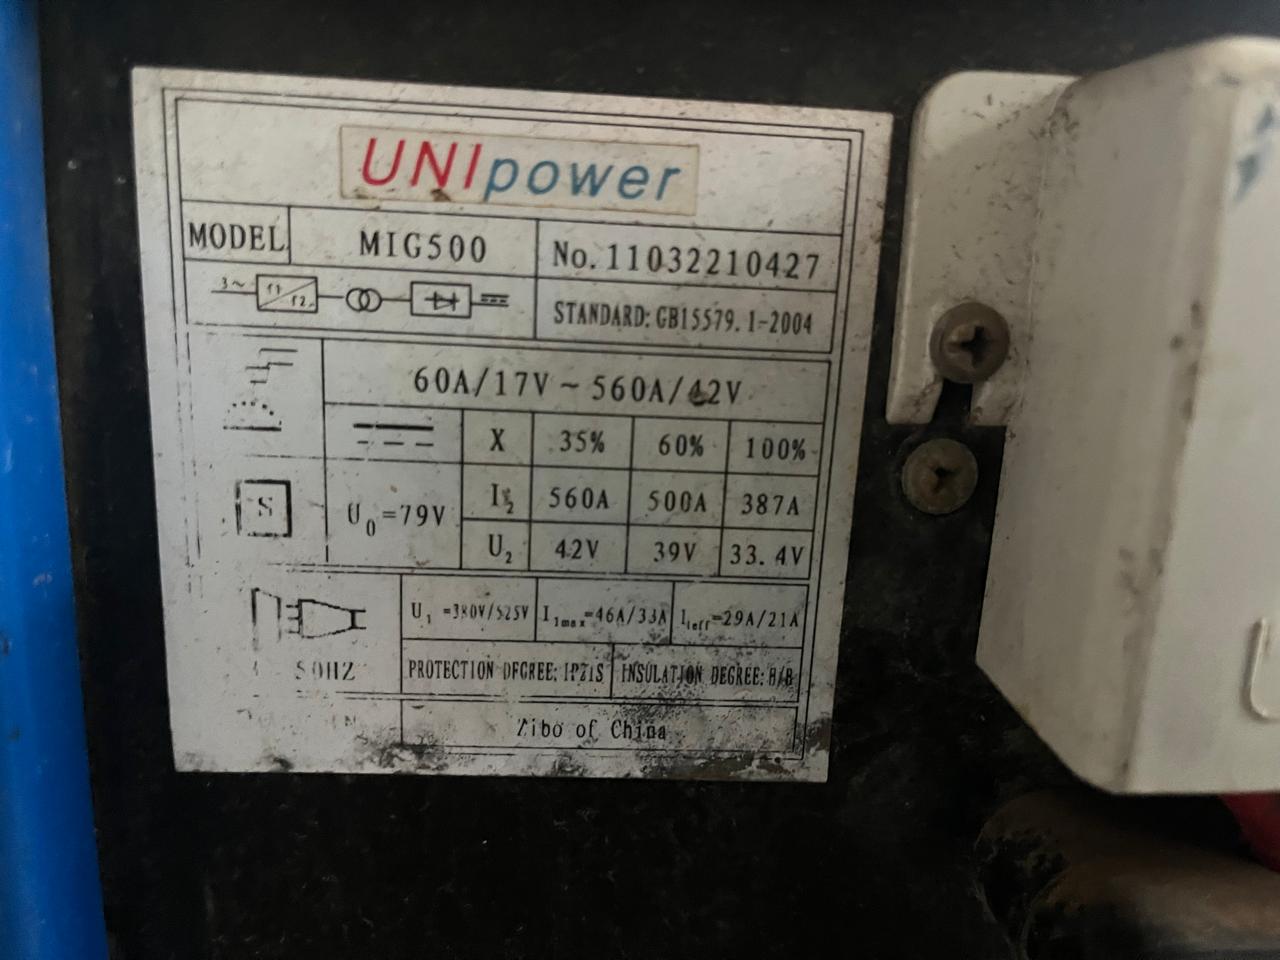 UNIpower
MODEL MIG500 No. 11032210427
3~ f1 f2
STANDARD: GB15579.1-2004
60A/17V ~ 560A/42V
X 35% 60% 100%
S U0=79V I2 560A 500A 387A
U2 42V 39V 33.4V
U1=380V/525V I1max=46A/33A I1eff=29A/21A
50HZ PROTECTION DEGREE: IP21S INSULATION DEGREE: H/B
Zibo of China